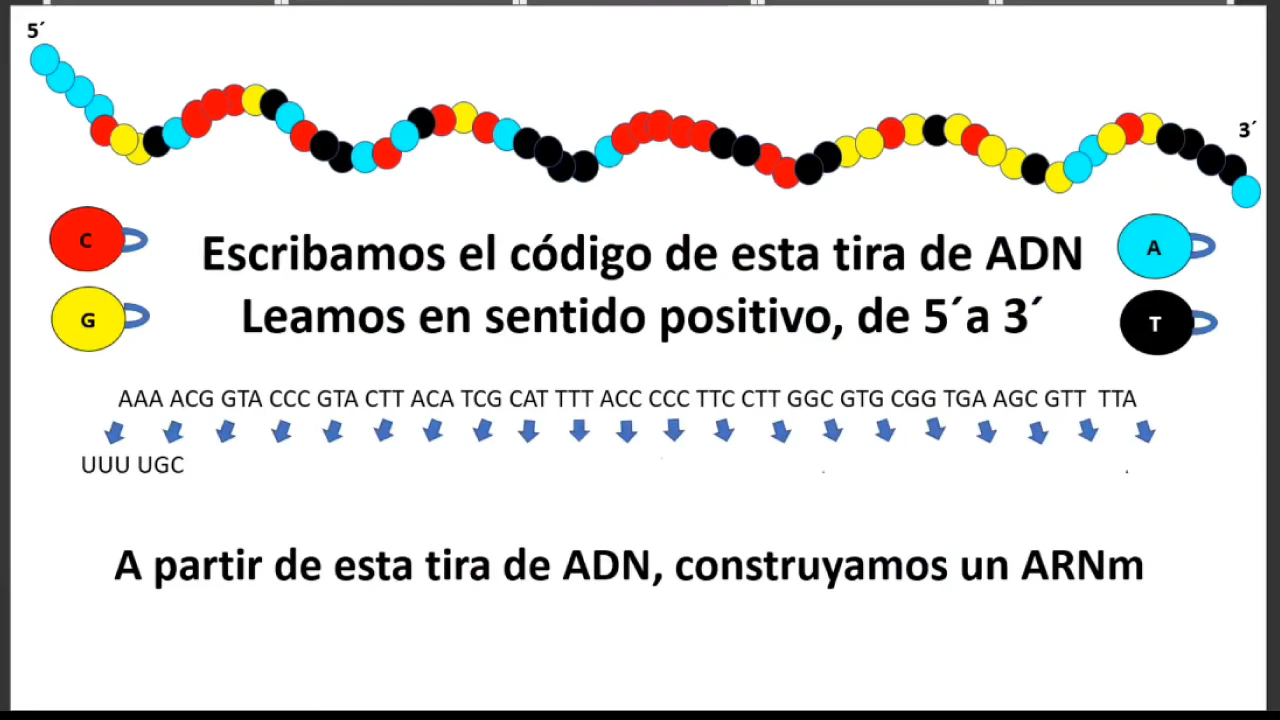 5´
3´
C
Escribamos el código de esta tira de ADN
A
G
Leamos en sentido positivo, de 5´a 3´
T
AAA ACG GTA CCC GTA CTT ACA TCG CAT TTT ACC CCC TTC CTT GGC GTG CGG TGA AGC GTT TTA
UUU UGC
A partir de esta tira de ADN, construyamos un ARNm